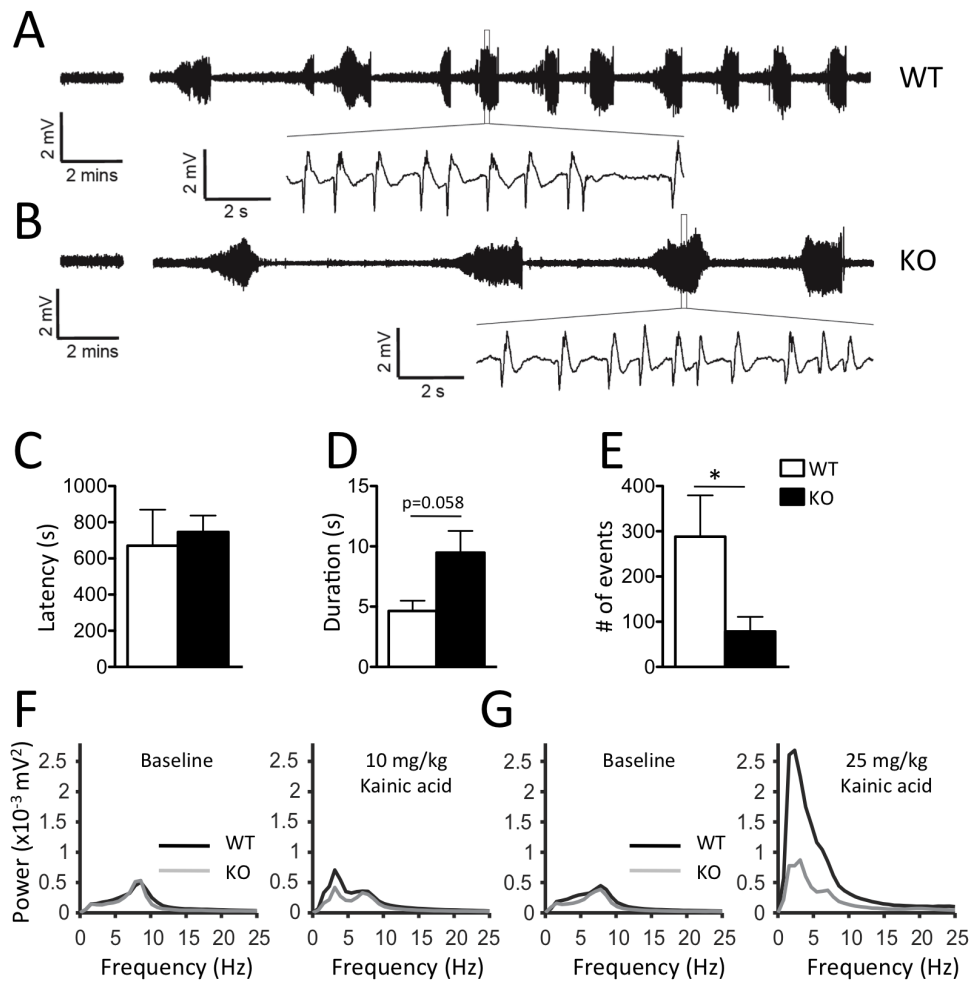 A
WT
2 mV
2 mins
2 mV
2 s
B
KO
2 mV
2 mins
2 mV
2 s
C
Latency (s)
1000
800
600
400
200
0
D
Duration (s)
15
10
5
0
p=0.058
E
# of events
400
300
200
100
0
*
WT
KO
F
Power (x10⁻³ mV²)
2.5
2
1.5
1
0.5
0
Baseline
WT
KO
0 5 10 15 20 25
Frequency (Hz)
2.5
2
1.5
1
0.5
0
10 mg/kg
Kainic acid
0 5 10 15 20 25
Frequency (Hz)
G
2.5
2
1.5
1
0.5
0
Baseline
WT
KO
0 5 10 15 20 25
Frequency (Hz)
2.5
2
1.5
1
0.5
0
25 mg/kg
Kainic acid
0 5 10 15 20 25
Frequency (Hz)